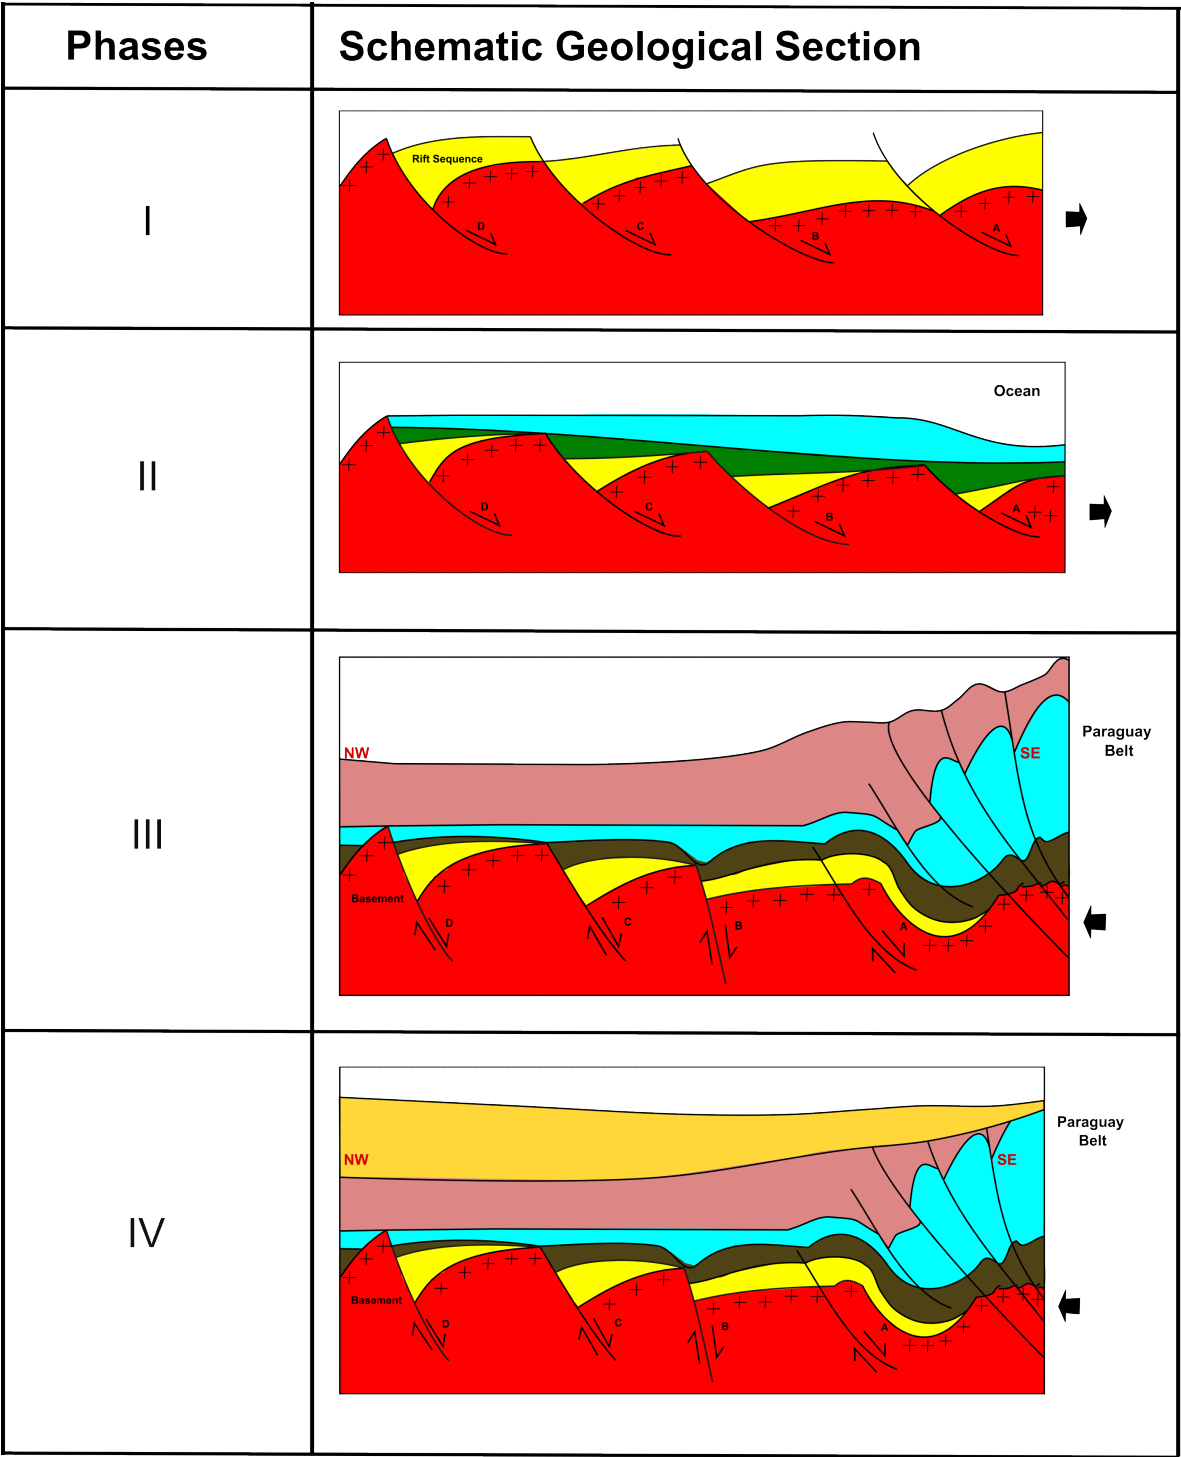 Phases
Schematic Geological Section
I
Rift Sequence
D
C
B
A
II
Ocean
D
C
B
A
III
NW
SE
Paraguay
Belt
Basement
D
C
B
A
IV
NW
SE
Paraguay
Belt
Basement
D
C
B
A